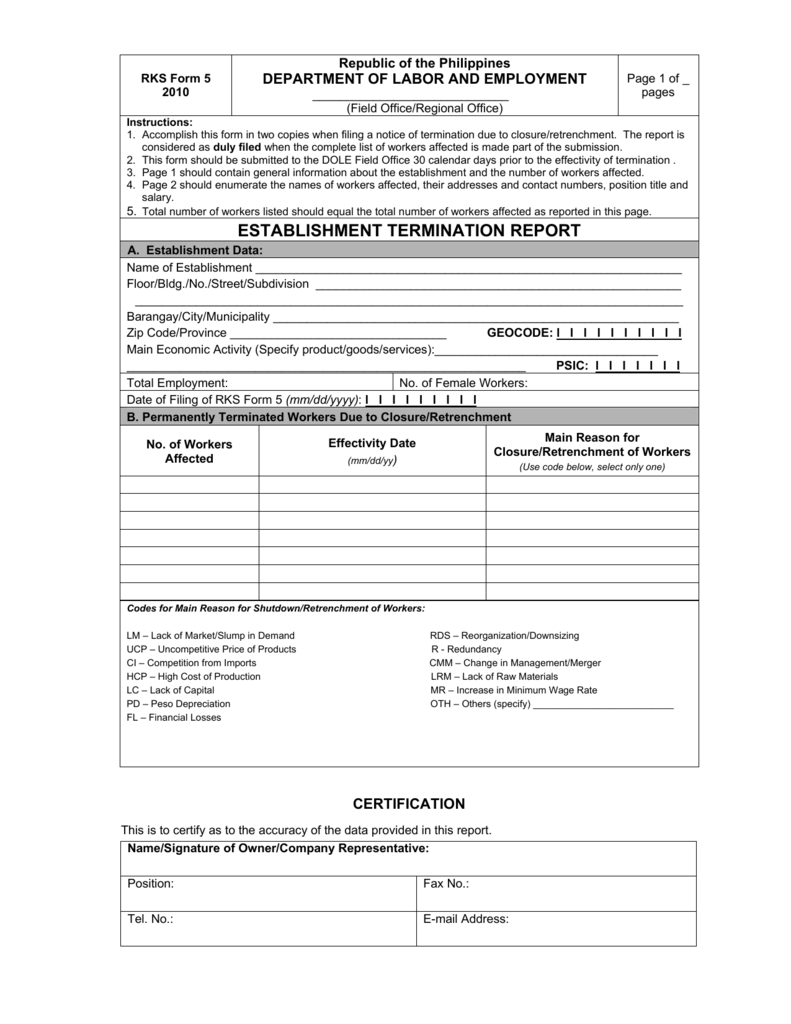 RKS Form 5
2010
Republic of the Philippines
DEPARTMENT OF LABOR AND EMPLOYMENT
______________________________
(Field Office/Regional Office)
Page 1 of _
pages
Instructions:
1. Accomplish this form in two copies when filing a notice of termination due to closure/retrenchment. The report is
considered as duly filed when the complete list of workers affected is made part of the submission.
2. This form should be submitted to the DOLE Field Office 30 calendar days prior to the effectivity of termination .
3. Page 1 should contain general information about the establishment and the number of workers affected.
4. Page 2 should enumerate the names of workers affected, their addresses and contact numbers, position title and
salary.
5. Total number of workers listed should equal the total number of workers affected as reported in this page.
ESTABLISHMENT TERMINATION REPORT
A. Establishment Data:
Name of Establishment ______________________________
Floor/Bldg./No./Street/Subdivision ______________________________
______________________________
Barangay/City/Municipality ______________________________
Zip Code/Province ______________________________ GEOCODE: I I I I I I I I I I
Main Economic Activity (Specify product/goods/services):______________________________
______________________________ PSIC: I I I I I I I
Total Employment: No. of Female Workers:
Date of Filing of RKS Form 5 (mm/dd/yyyy): I I I I I I I I I
B. Permanently Terminated Workers Due to Closure/Retrenchment
No. of Workers
Affected
Effectivity Date
(mm/dd/yy)
Main Reason for
Closure/Retrenchment of Workers
(Use code below, select only one)
Codes for Main Reason for Shutdown/Retrenchment of Workers:
LM – Lack of Market/Slump in Demand
UCP – Uncompetitive Price of Products
CI – Competition from Imports
HCP – High Cost of Production
LC – Lack of Capital
PD – Peso Depreciation
FL – Financial Losses
RDS – Reorganization/Downsizing
R - Redundancy
CMM – Change in Management/Merger
LRM – Lack of Raw Materials
MR – Increase in Minimum Wage Rate
OTH – Others (specify) __________________________
CERTIFICATION
This is to certify as to the accuracy of the data provided in this report.
Name/Signature of Owner/Company Representative:
Position: Fax No.:
Tel. No.: E-mail Address: